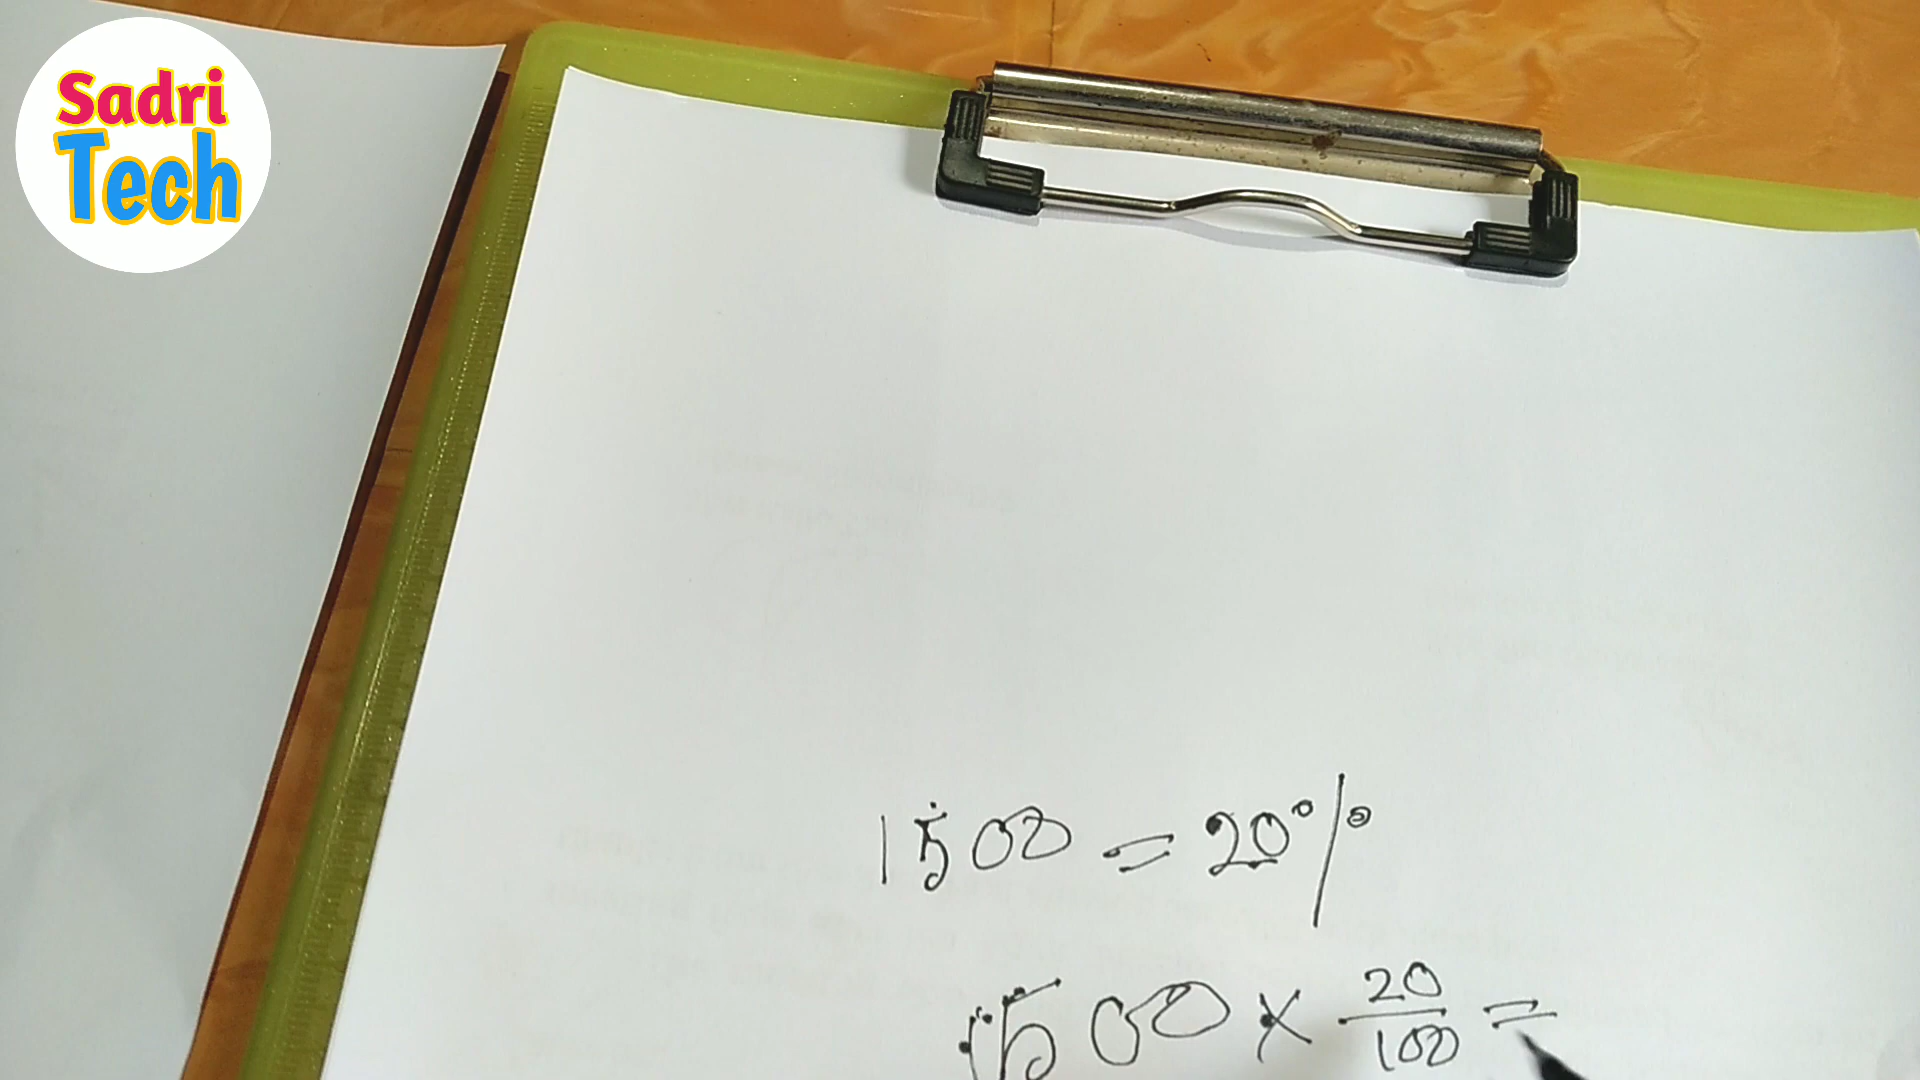 Sadri
Tech
1500 = 20%
1500 × 20/100 =